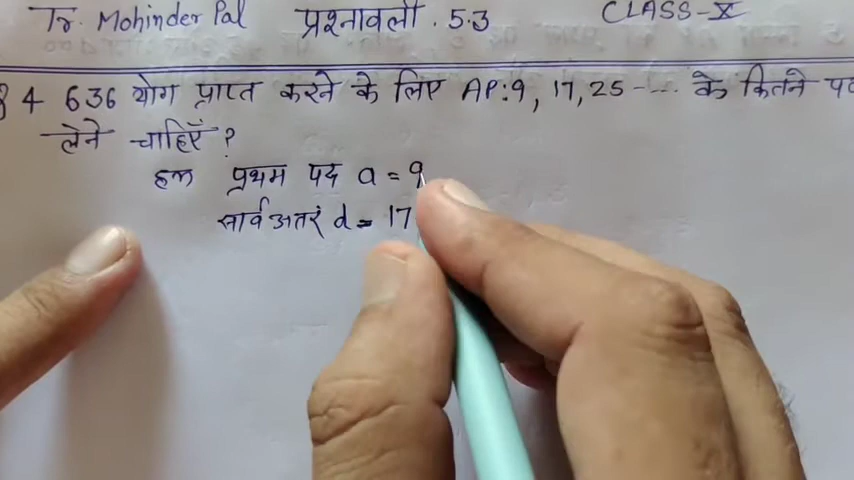 Tr. Mohinder Pal प्रश्नावली . 5.3 CLASS-X
4 636 योग प्राप्त करने के लिए AP: 9, 17, 25 -... के कितने पद
लेने चाहिएँ ?
हल प्रथम पद a = 9
सार्व अतरं d = 17